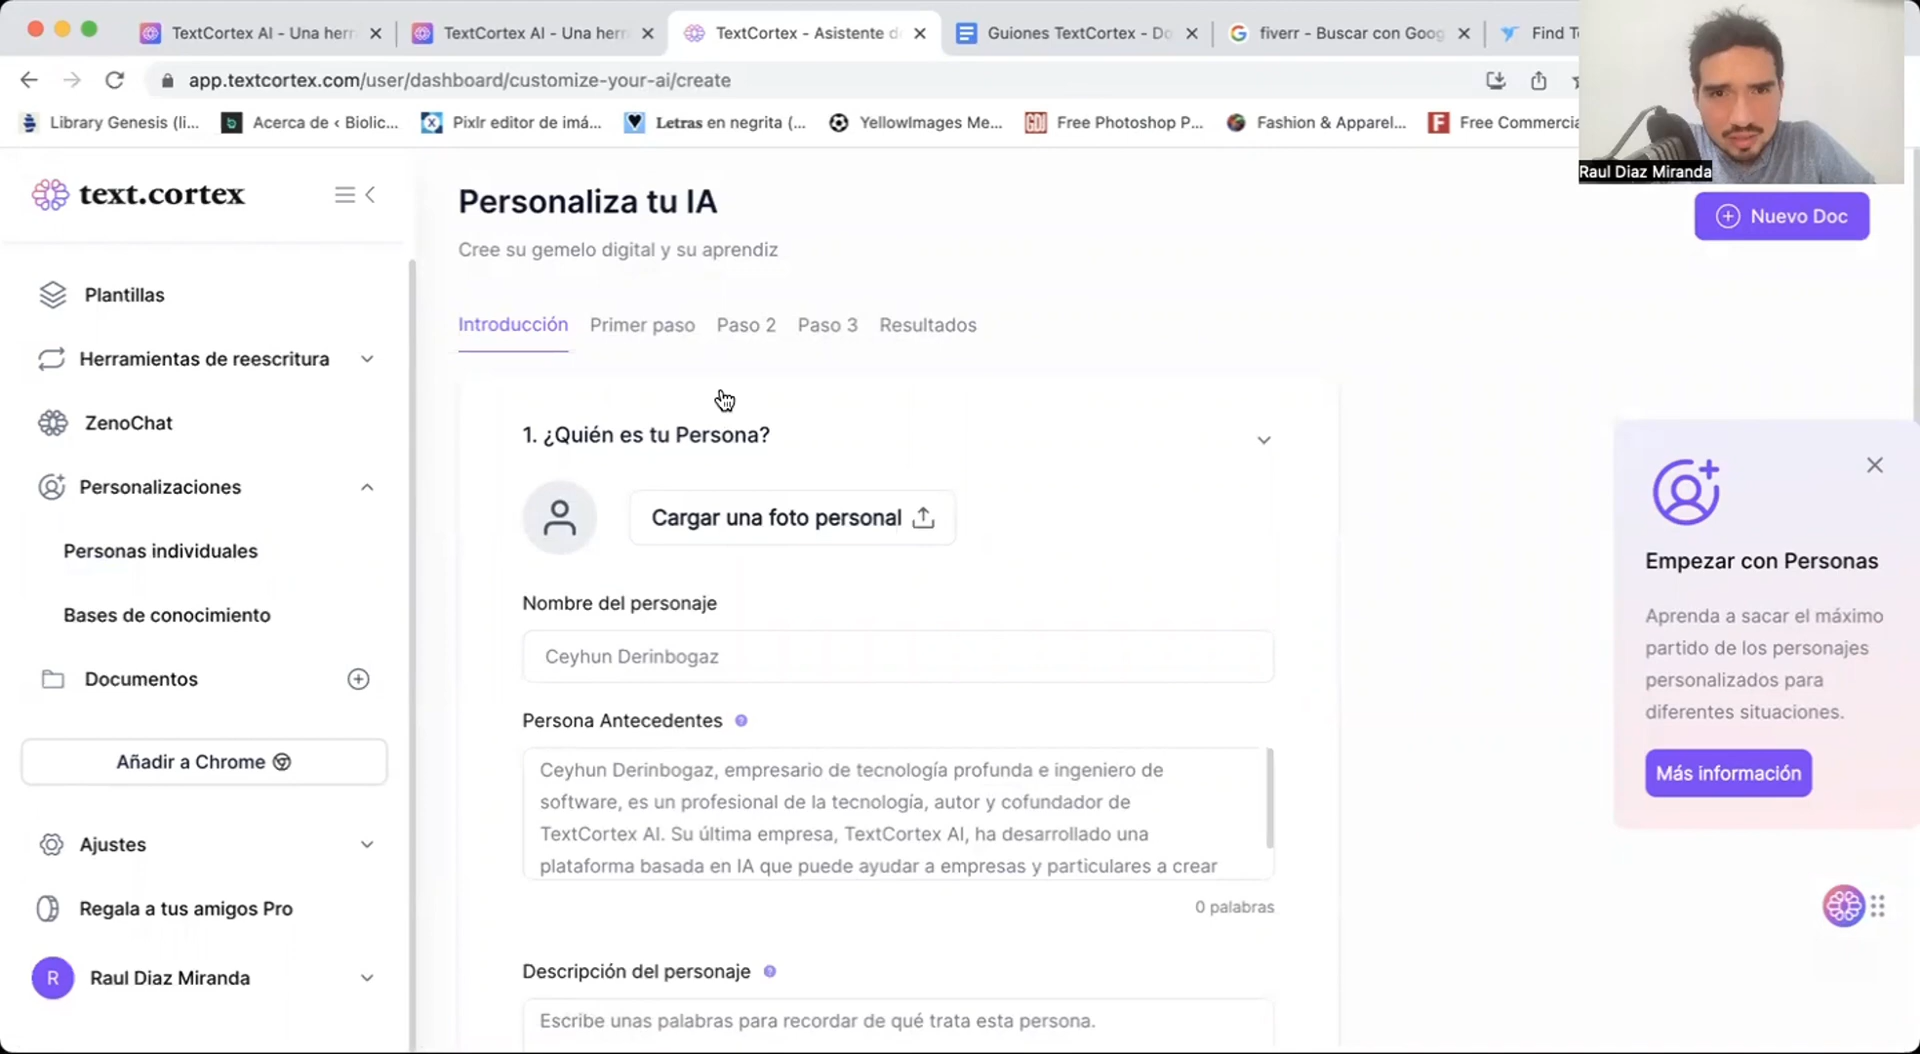 TextCortex AI - Una herr
TextCortex AI - Una herr
TextCortex - Asistente d
Guiones TextCortex - Do
fiverr - Buscar con Goog
Find T
app.textcortex.com/user/dashboard/customize-your-ai/create
Library Genesis (li...
Acerca de ‹ Biolic...
Pixlr editor de imá...
Letras en negrita (...
YellowImages Me...
GD!
Free Photoshop P...
Fashion & Apparel...
F
Free Commercia
Raul Diaz Miranda
text.cortex
Plantillas
Herramientas de reescritura
ZenoChat
Personalizaciones
Personas individuales
Bases de conocimiento
Documentos
Añadir a Chrome
Ajustes
Regala a tus amigos Pro
R
Raul Diaz Miranda
Personaliza tu IA
Cree su gemelo digital y su aprendiz
Nuevo Doc
Introducción
Primer paso
Paso 2
Paso 3
Resultados
1. ¿Quién es tu Persona?
Cargar una foto personal
Nombre del personaje
Ceyhun Derinbogaz
Persona Antecedentes
Ceyhun Derinbogaz, empresario de tecnología profunda e ingeniero de
software, es un profesional de la tecnología, autor y cofundador de
TextCortex AI. Su última empresa, TextCortex AI, ha desarrollado una
plataforma basada en IA que puede ayudar a empresas y particulares a crear
0 palabras
Descripción del personaje
Escribe unas palabras para recordar de qué trata esta persona.
Empezar con Personas
Aprenda a sacar el máximo
partido de los personajes
personalizados para
diferentes situaciones.
Más información